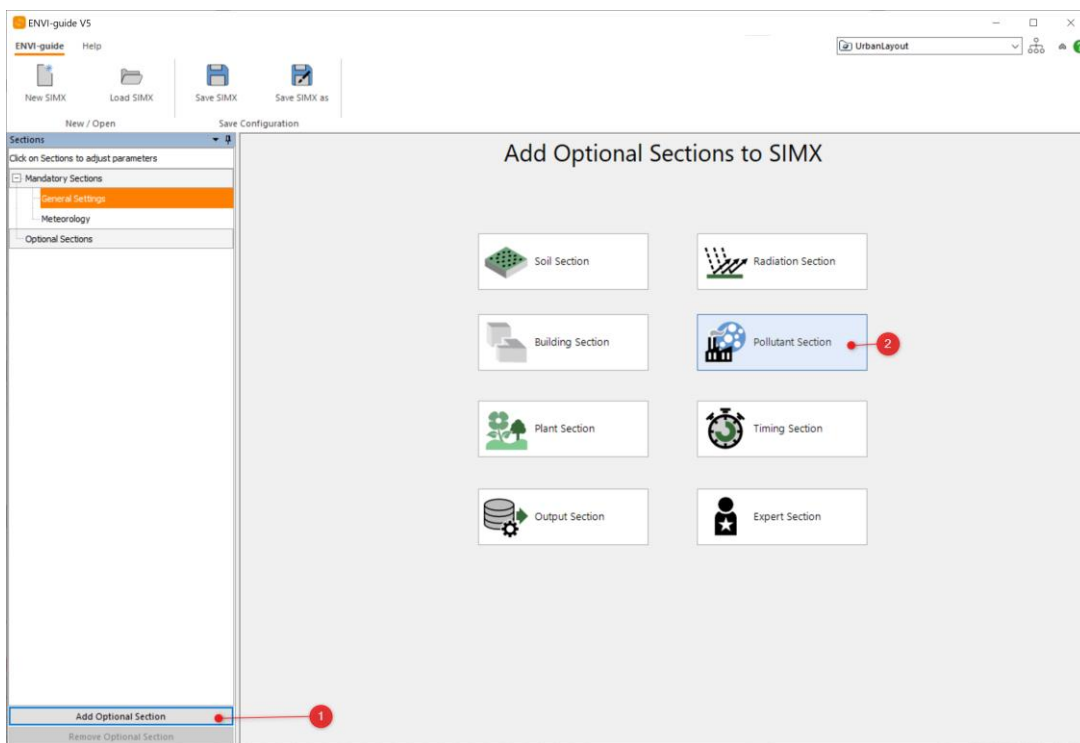 ENVI-guide V5
ENVI-guide Help
UrbanLayout
New SIMX Load SIMX Save SIMX Save SIMX as
New / Open Save Configuration
Sections
Click on Sections to adjust parameters
Mandatory Sections
General Settings
Meteorology
Optional Sections
Add Optional Sections to SIMX
Soil Section Radiation Section
Building Section Pollutant Section 2
Plant Section Timing Section
Output Section Expert Section
Add Optional Section 1
Remove Optional Section